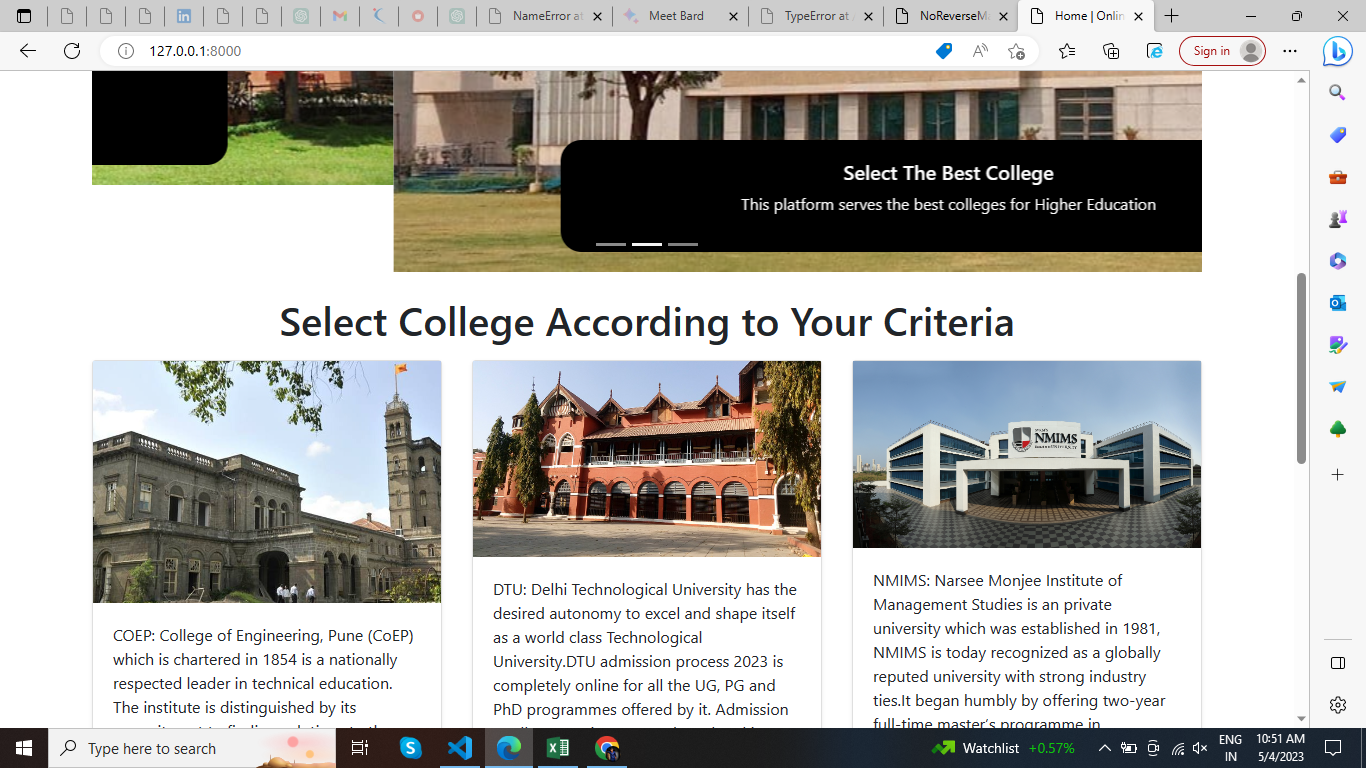 NameError at
Meet Bard
TypeError at
NoReverseM
Home | Onlin
127.0.0.1:8000
Sign in
Select The Best College
This platform serves the best colleges for Higher Education
Select College According to Your Criteria
NMIMS
COEP: College of Engineering, Pune (CoEP)
which is chartered in 1854 is a nationally
respected leader in technical education.
The institute is distinguished by its
DTU: Delhi Technological University has the
desired autonomy to excel and shape itself
as a world class Technological
University.DTU admission process 2023 is
completely online for all the UG, PG and
PhD programmes offered by it. Admission
NMIMS: Narsee Monjee Institute of
Management Studies is an private
university which was established in 1981,
NMIMS is today recognized as a globally
reputed university with strong industry
ties.It began humbly by offering two-year
full-time master's programme in
Type here to search
Watchlist +0.57%
ENG
IN
10:51 AM
5/4/2023